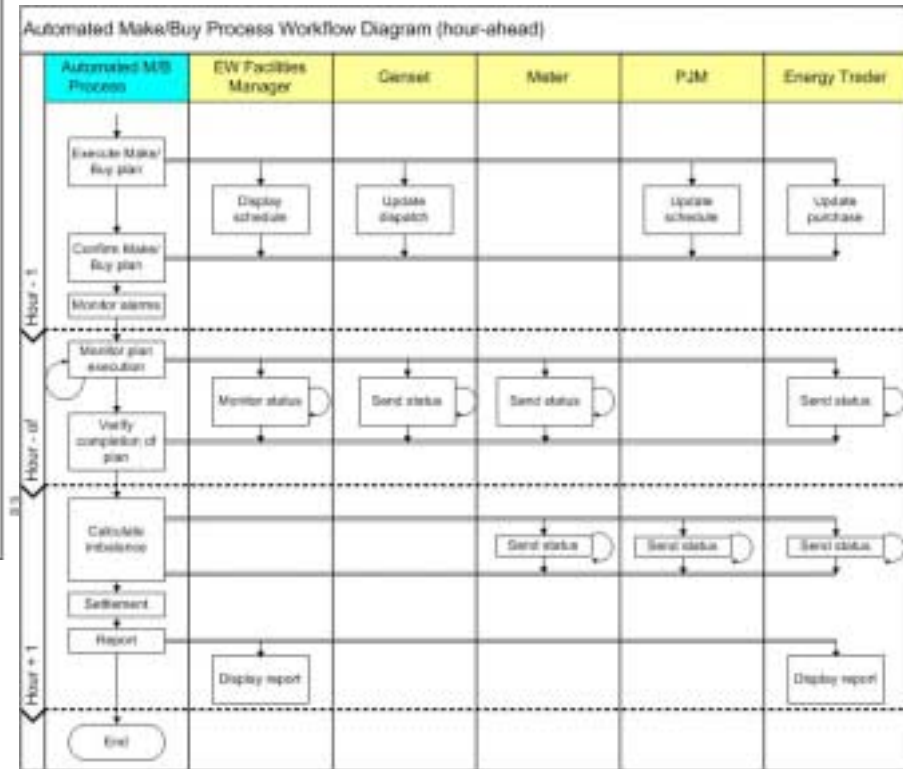 Automated Make/Buy Process Workflow Diagram (hour-ahead)
Automated M/B
Process
EW Facilities
Manager
Genset
Meter
PJM
Energy Trader
Hour - 1
Execute Make/
Buy plan
Display
schedule
Update
dispatch
Update
schedule
Update
purchase
Confirm Make/
Buy plan
Monitor alarms
Hour - of
Monitor plan
execution
Monitor status
Send status
Send status
Send status
Verify
completion of
plan
Hour + 1
Calculate
imbalance
Send status
Send status
Send status
Settlement
Report
Display report
Display report
End